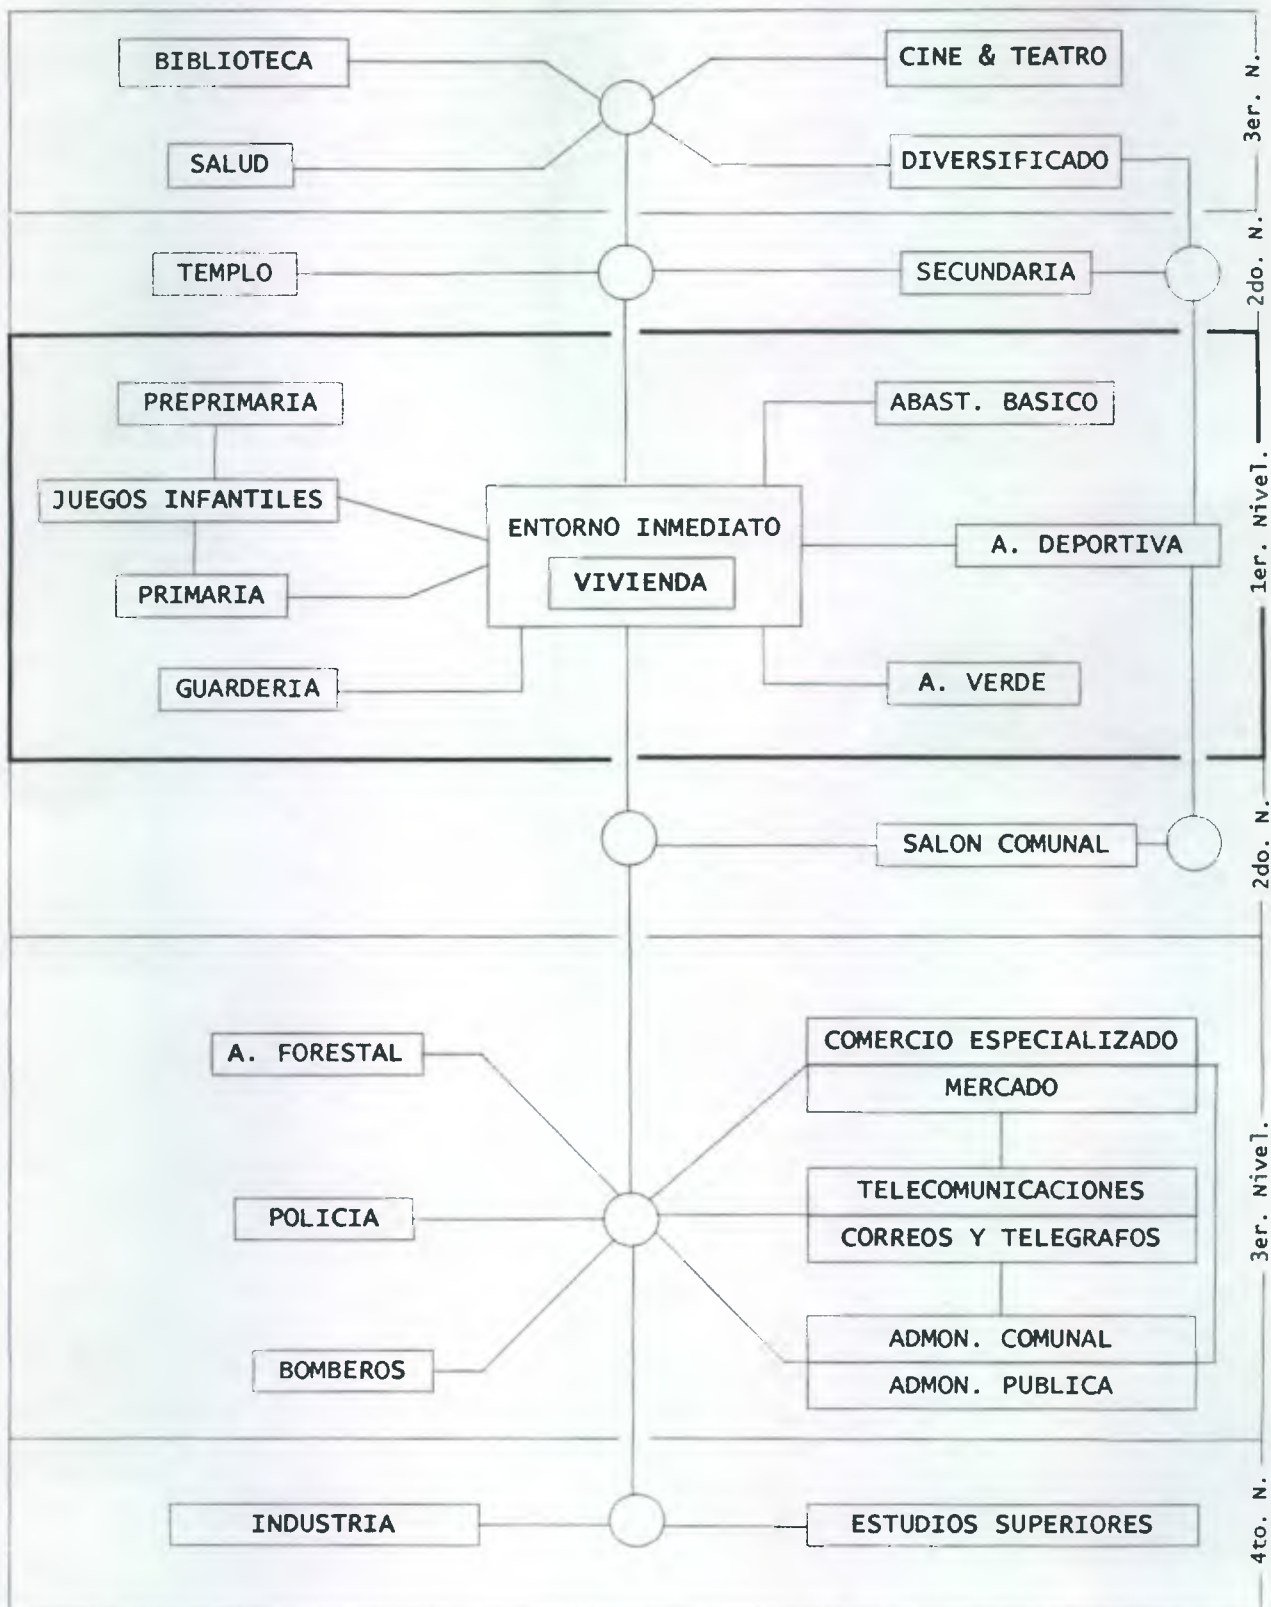 BIBLIOTECA
CINE & TEATRO
SALUD
DIVERSIFICADO
3er. N.
TEMPLO
SECUNDARIA
2do. N.
PREPRIMARIA
ABAST. BASICO
JUEGOS INFANTILES
ENTORNO INMEDIATO
A. DEPORTIVA
VIVIENDA
PRIMARIA
GUARDERIA
A. VERDE
1er. Nivel.
SALON COMUNAL
2do. N.
A. FORESTAL
COMERCIO ESPECIALIZADO
MERCADO
TELECOMUNICACIONES
POLICIA
CORREOS Y TELEGRAFOS
ADMON. COMUNAL
BOMBEROS
ADMON. PUBLICA
3er. Nivel.
INDUSTRIA
ESTUDIOS SUPERIORES
4to. N.